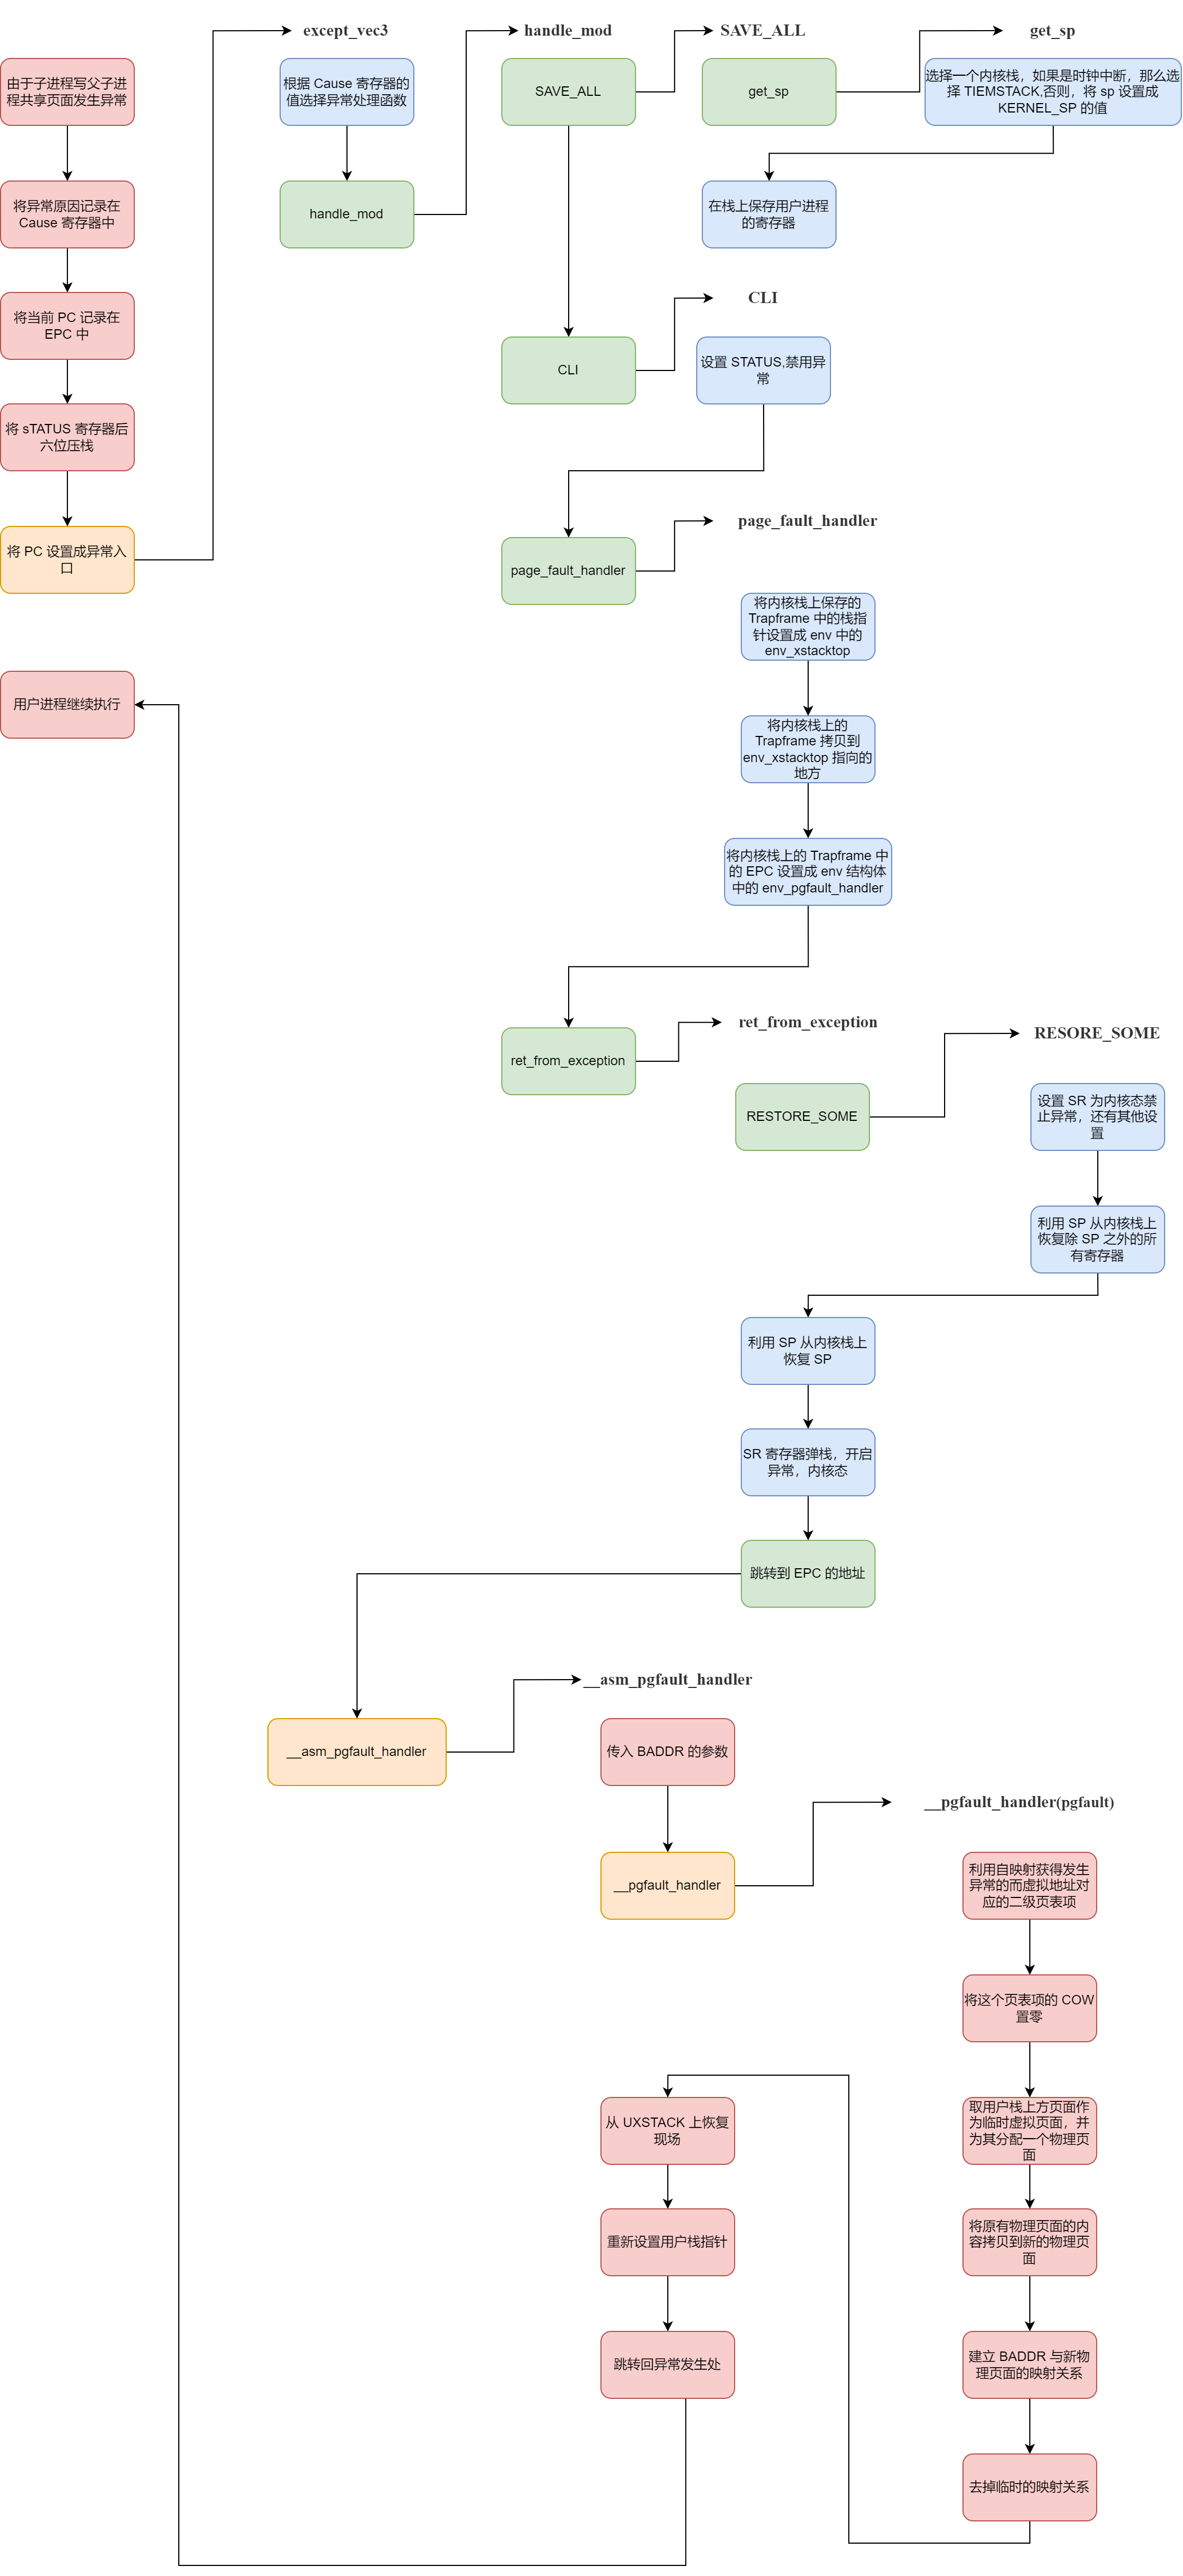 except_vec3
handle_mod
SAVE_ALL
get_sp
由于子进程写父子进
程共享页面发生异常
根据 Cause 寄存器的
值选择异常处理函数
SAVE_ALL
get_sp
选择一个内核栈，如果是时钟中断，那么选
择 TIEMSTACK,否则，将 sp 设置成
KERNEL_SP 的值
将异常原因记录在
Cause 寄存器中
handle_mod
在栈上保存用户进程
的寄存器
将当前 PC 记录在
EPC 中
CLI
CLI
设置 STATUS,禁用异
常
将 sTATUS 寄存器后
六位压栈
page_fault_handler
将 PC 设置成异常入
口
page_fault_handler
将内核栈上保存的
Trapframe 中的栈指
针设置成 env 中的
env_xstacktop
用户进程继续执行
将内核栈上的
Trapframe 拷贝到
env_xstacktop 指向的
地方
将内核栈上的 Trapframe 中
的 EPC 设置成 env 结构体
中的 env_pgfault_handler
ret_from_exception
RESORE_SOME
ret_from_exception
RESTORE_SOME
设置 SR 为内核态禁
止异常，还有其他设
置
利用 SP 从内核栈上
恢复除 SP 之外的所
有寄存器
利用 SP 从内核栈上
恢复 SP
SR 寄存器弹栈，开启
异常，内核态
跳转到 EPC 的地址
__asm_pgfault_handler
__asm_pgfault_handler
传入 BADDR 的参数
__pgfault_handler(pgfault)
__pgfault_handler
利用自映射获得发生
异常的而虚拟地址对
应的二级页表项
将这个页表项的 COW
置零
从 UXSTACK 上恢复
现场
取用户栈上方页面作
为临时虚拟页面，并
为其分配一个物理页
面
重新设置用户栈指针
将原有物理页面的内
容拷贝到新的物理页
面
跳转回异常发生处
建立 BADDR 与新物
理页面的映射关系
去掉临时的映射关系